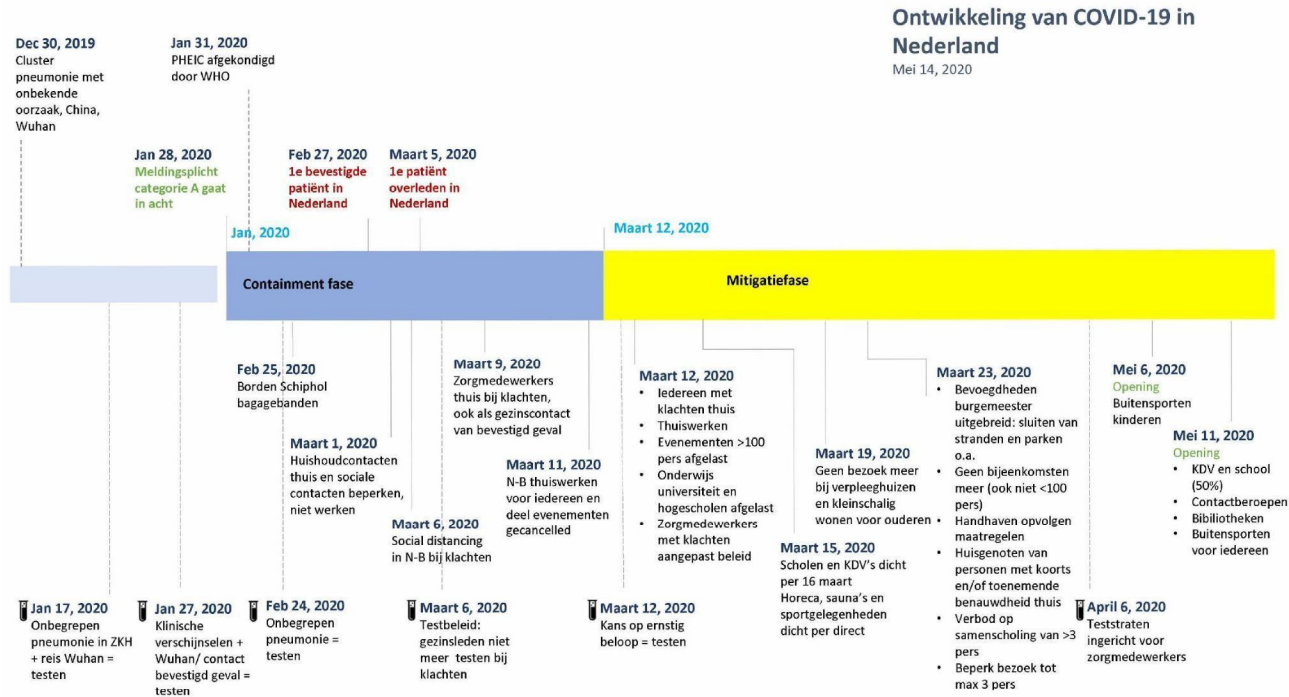 Ontwikkeling van COVID-19 in
Nederland
Mei 14, 2020
Dec 30, 2019
Cluster
pneumonie met
onbekende
oorzaak, China,
Wuhan
Jan 31, 2020
PHEIC afgekondigd
door WHO
Jan 28, 2020
Meldingsplicht
categorie A gaat
in acht
Feb 27, 2020
1e bevestigde
patiënt in
Nederland
Maart 5, 2020
1e patiënt
overleden in
Nederland
Jan, 2020
Maart 12, 2020
Containment fase
Mitigatiefase
Feb 25, 2020
Borden Schiphol
bagagebanden
Maart 1, 2020
Huishoudcontacten
thuis en sociale
contacten beperken,
niet werken
Maart 6, 2020
Social distancing
in N-B bij klachten
Maart 9, 2020
Zorgmedewerkers
thuis bij klachten,
ook als gezinscontact
van bevestigd geval
Maart 11, 2020
N-B thuiswerken
voor iedereen en
deel evenementen
gecancelled
Maart 12, 2020
• Iedereen met
klachten thuis
• Thuiswerken
• Evenementen >100
pers afgelast
• Onderwijs
universiteit en
hogescholen afgelast
• Zorgmedewerkers
met klachten
aangepast beleid
Maart 15, 2020
Scholen en KDV's dicht
per 16 maart
Horeca, sauna's en
sportgelegenheden
dicht per direct
Maart 19, 2020
Geen bezoek meer
bij verpleeghuizen
en kleinschalig
wonen voor ouderen
Maart 23, 2020
• Bevoegdheden
burgemeester
uitgebreid: sluiten van
stranden en parken
o.a.
• Geen bijeenkomsten
meer (ook niet <100
pers)
• Handhaven opvolgen
maatregelen
• Huisgenoten van
personen met koorts
en/of toenemende
benauwdheid thuis
• Verbod op
samenscholing van >3
pers
• Beperk bezoek tot
max 3 pers
Mei 6, 2020
Opening
Buitensporten
kinderen
Mei 11, 2020
Opening
• KDV en school
(50%)
• Contactberoepen
• Bibiliotheken
• Buitensporten
voor iedereen
Jan 17, 2020
Onbegrepen
pneumonie in ZKH
+ reis Wuhan =
testen
Jan 27, 2020
Klinische
verschijnselen +
Wuhan/ contact
bevestigd geval =
testen
Feb 24, 2020
Onbegrepen
pneumonie =
testen
Maart 6, 2020
Testbeleid:
gezinsleden niet
meer testen bij
klachten
Maart 12, 2020
Kans op ernstig
beloop = testen
April 6, 2020
Teststraten
ingericht voor
zorgmedewerkers